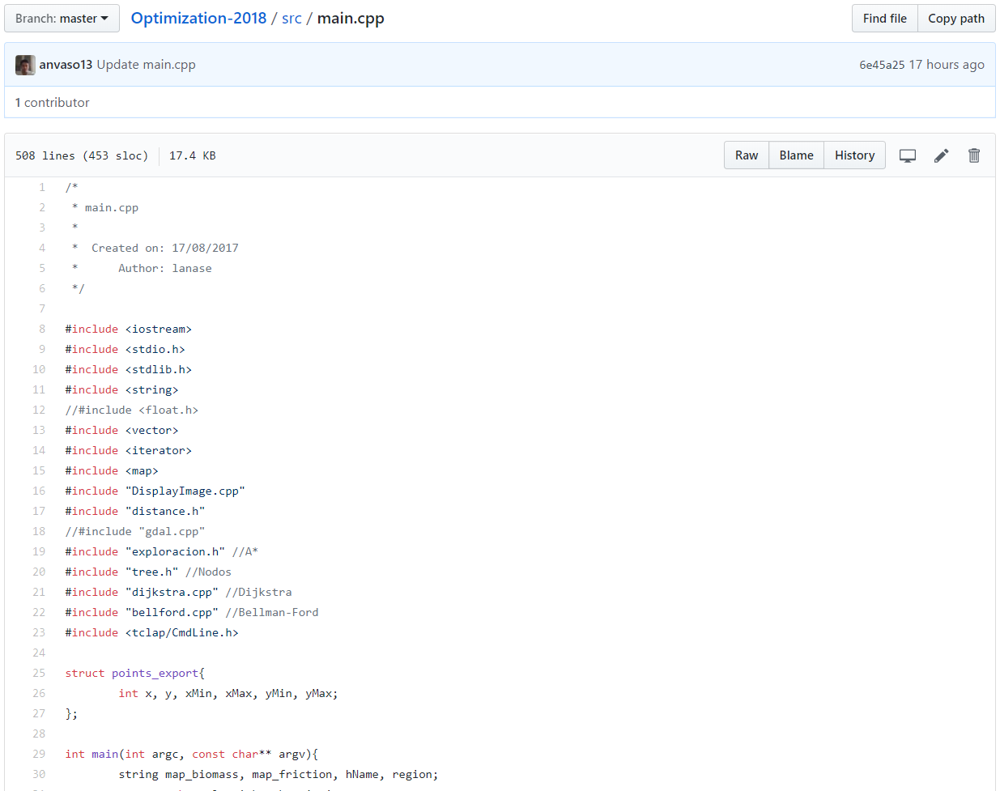 Branch: master Optimization-2018 / src / main.cpp Find file Copy path
anvaso13 Update main.cpp 6e45a25 17 hours ago
1 contributor
508 lines (453 sloc) 17.4 KB Raw Blame History
1 /*
2  * main.cpp
3  *
4  *  Created on: 17/08/2017
5  *      Author: lanase
6  */
7
8 #include <iostream>
9 #include <stdio.h>
10 #include <stdlib.h>
11 #include <string>
12 //#include <float.h>
13 #include <vector>
14 #include <iterator>
15 #include <map>
16 #include "DisplayImage.cpp"
17 #include "distance.h"
18 //#include "gdal.cpp"
19 #include "exploracion.h" //A*
20 #include "tree.h" //Nodos
21 #include "dijkstra.cpp" //Dijkstra
22 #include "bellford.cpp" //Bellman-Ford
23 #include <tclap/CmdLine.h>
24
25 struct points_export{
26         int x, y, xMin, xMax, yMin, yMax;
27 };
28
29 int main(int argc, const char** argv){
30         string map_biomass, map_friction, hName, region;